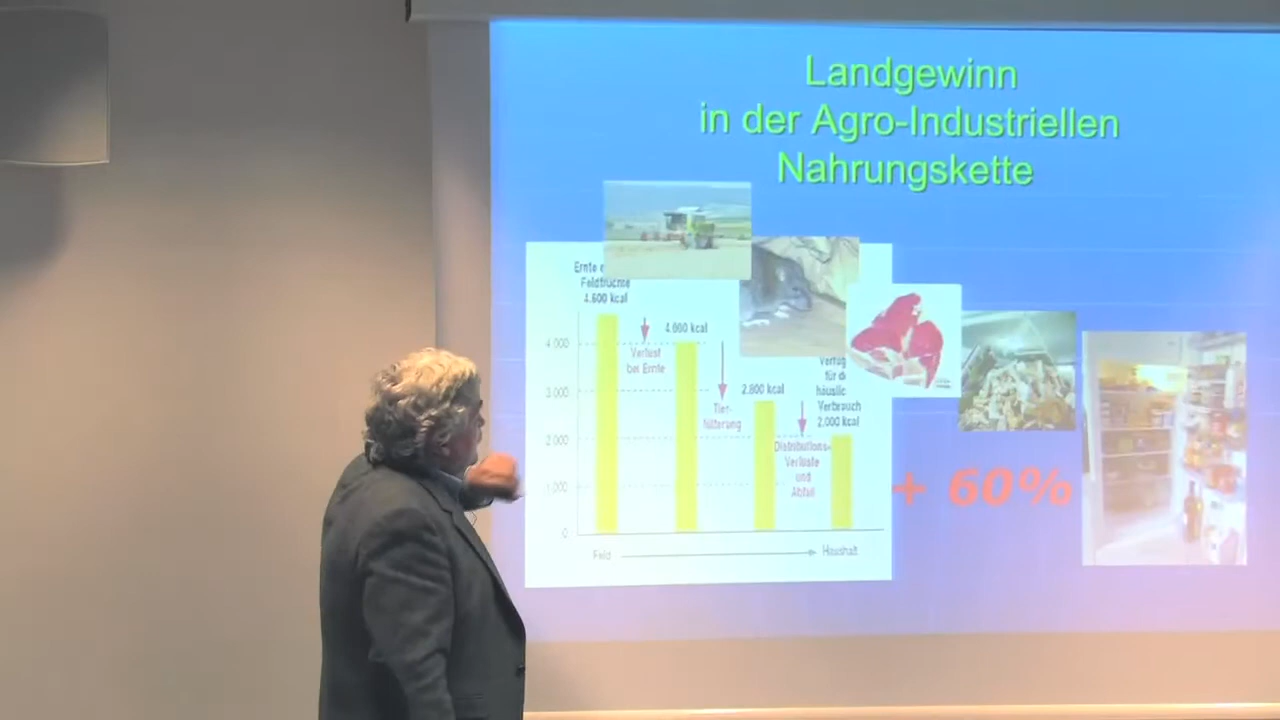 Landgewinn
in der Agro-Industriellen
Nahrungskette
Ernte
Feldfrüchte
4.600 kcal
4.000 kcal
Verlust
bei Ernte
2.800 kcal
Tier-
fütterung
häuslic
Verbrauch
2.000 kcal
Distributions-
Verluste
und
Abfall
4.000
3.000
2.000
1.000
0
Feld
Haushalt
+ 60%